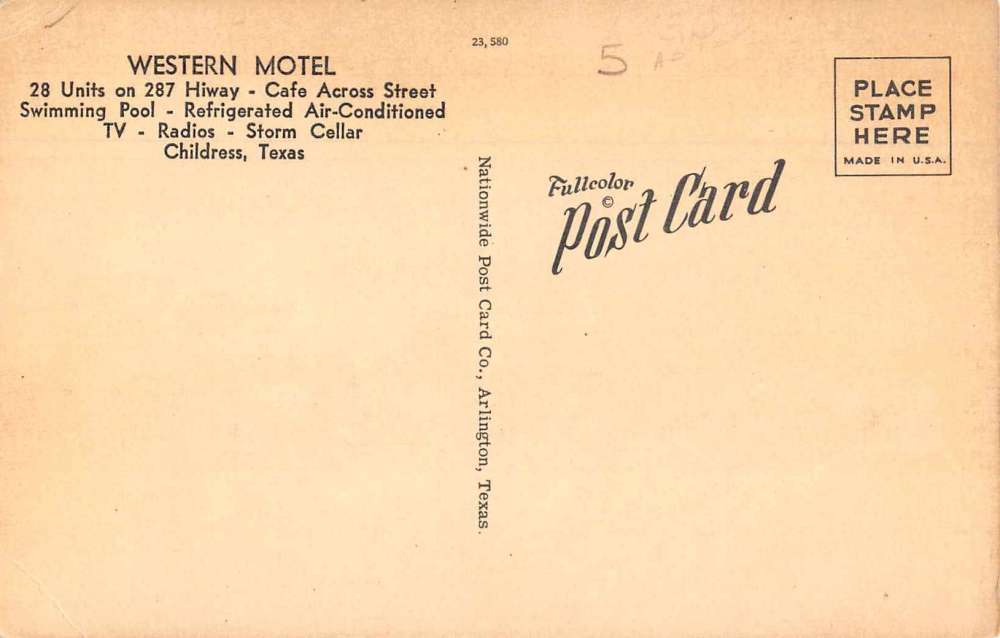 23, 580
5
WESTERN MOTEL
28 Units on 287 Hiway - Cafe Across Street
Swimming Pool - Refrigerated Air-Conditioned
TV - Radios - Storm Cellar
Childress, Texas
Nationwide Post Card Co., Arlington, Texas.
Fullcolor
©
Post Card
PLACE
STAMP
HERE
MADE IN U.S.A.